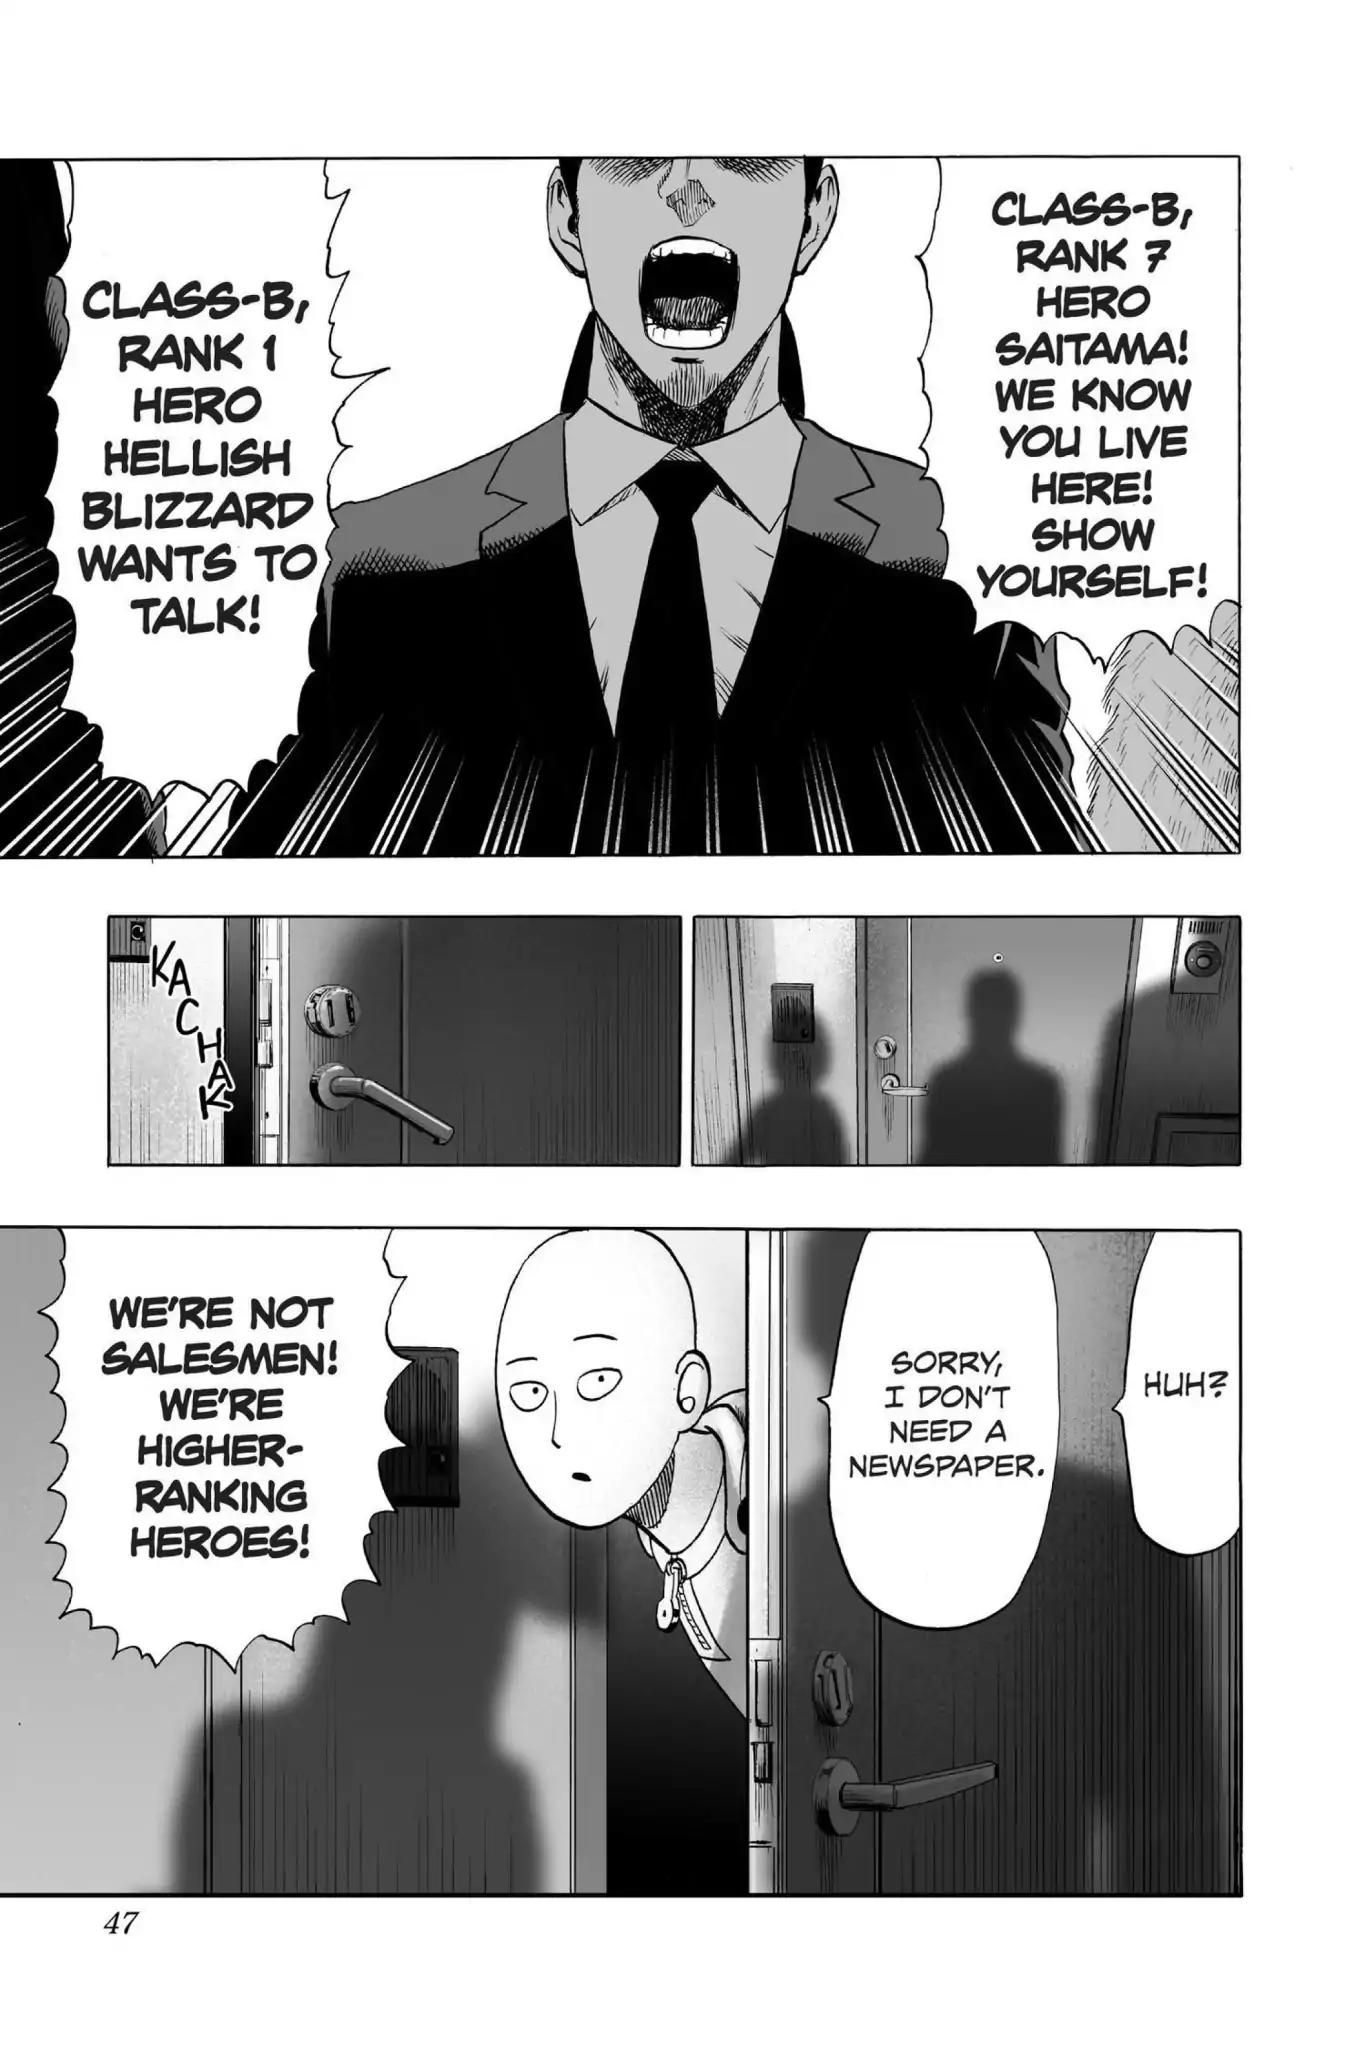 CLASS-B,
RANK 7
HERO
SAITAMA!
WE KNOW
YOU LIVE
HERE!
SHOW
YOURSELF!
CLASS-B,
RANK 1
HERO
HELLISH
BLIZZARD
WANTS TO
TALK!
KACHAK
HUH?
SORRY,
I DON'T
NEED A
NEWSPAPER.
WE'RE NOT
SALESMEN!
WE'RE
HIGHER-
RANKING
HEROES!
47